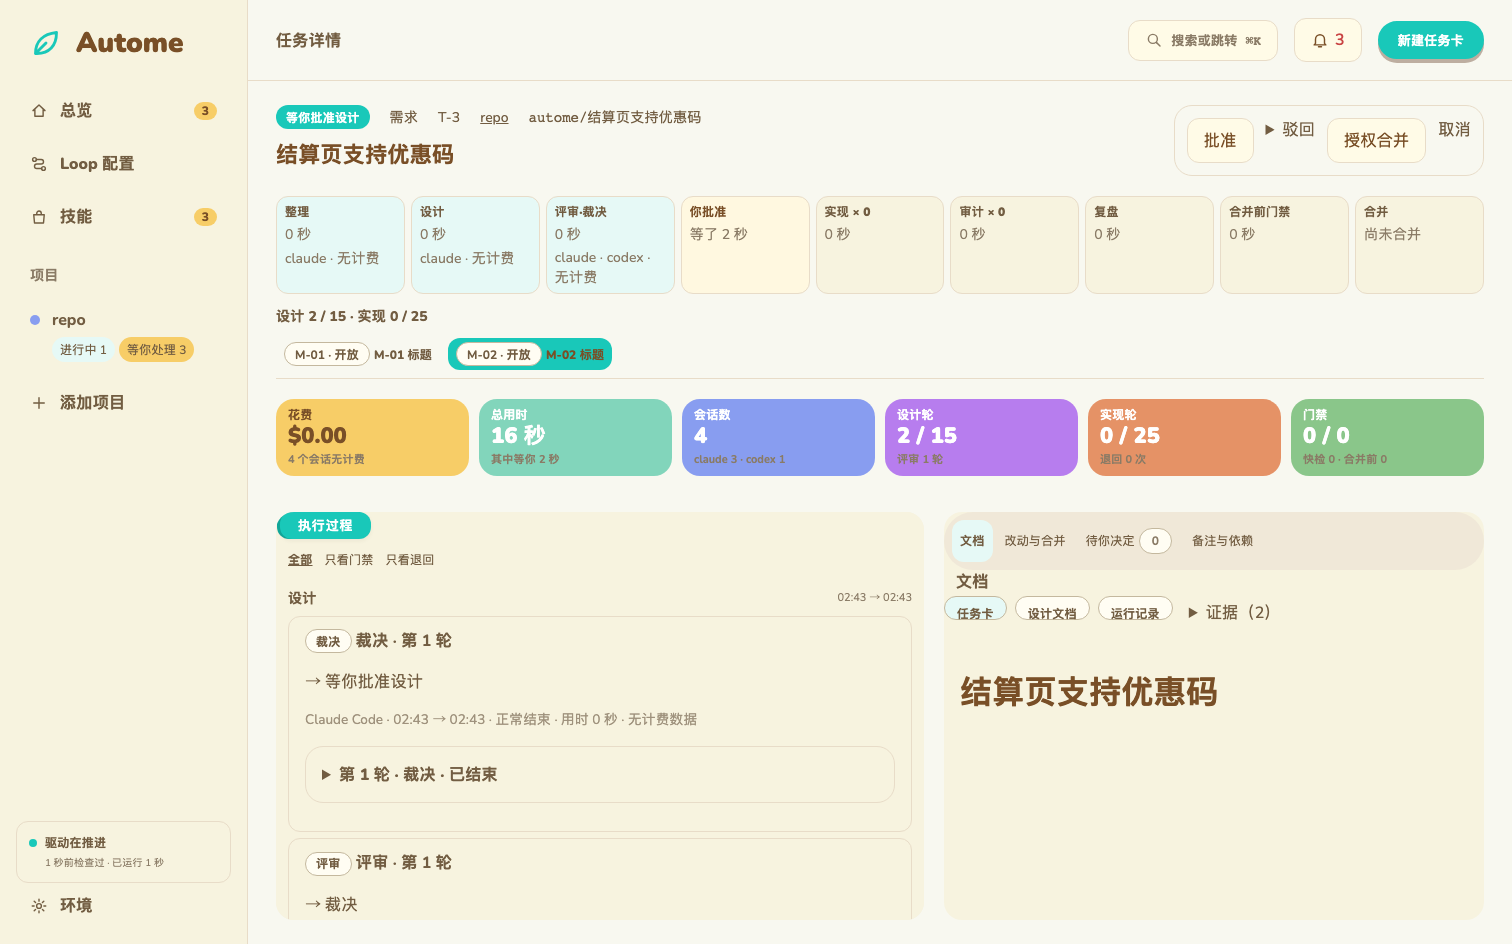 Autome
总览 3
Loop 配置
技能 3
项目
repo
进行中 1 等你处理 3
添加项目
驱动在推进
1 秒前检查过 · 已运行 1 秒
环境
任务详情
搜索或跳转 ⌘K
3
新建任务卡
等你批准设计 需求 T-3 repo autome/结算页支持优惠码
结算页支持优惠码
批准 ▶ 驳回 授权合并 取消
整理
0 秒
claude · 无计费
设计
0 秒
claude · 无计费
评审·裁决
0 秒
claude · codex ·
无计费
你批准
等了 2 秒
实现 × 0
0 秒
审计 × 0
0 秒
复盘
0 秒
合并前门禁
0 秒
合并
尚未合并
设计 2 / 15 · 实现 0 / 25
M-01 · 开放 M-01 标题 M-02 · 开放 M-02 标题
花费
$0.00
4 个会话无计费
总用时
16 秒
其中等你 2 秒
会话数
4
claude 3 · codex 1
设计轮
2 / 15
评审 1 轮
实现轮
0 / 25
退回 0 次
门禁
0 / 0
快检 0 · 合并前 0
执行过程
全部 只看门禁 只看退回
设计 02:43 → 02:43
裁决 裁决 · 第 1 轮
→ 等你批准设计
Claude Code · 02:43 → 02:43 · 正常结束 · 用时 0 秒 · 无计费数据
▶ 第 1 轮 · 裁决 · 已结束
评审 评审 · 第 1 轮
→ 裁决
文档 改动与合并 待你决定 0 备注与依赖
文档
任务卡 设计文档 运行记录 ▶ 证据（2）
结算页支持优惠码